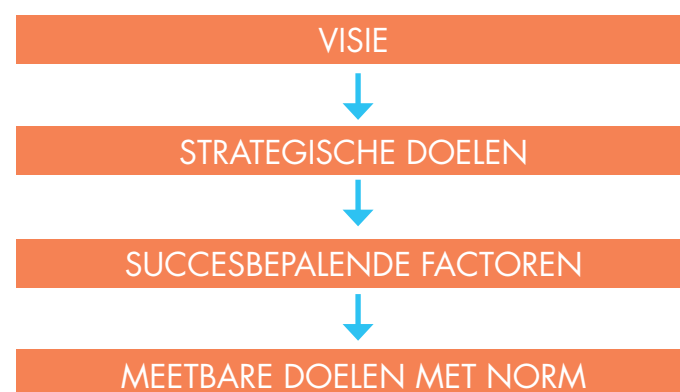 VISIE
STRATEGISCHE DOELEN
SUCCESBEPALENDE FACTOREN
MEETBARE DOELEN MET NORM